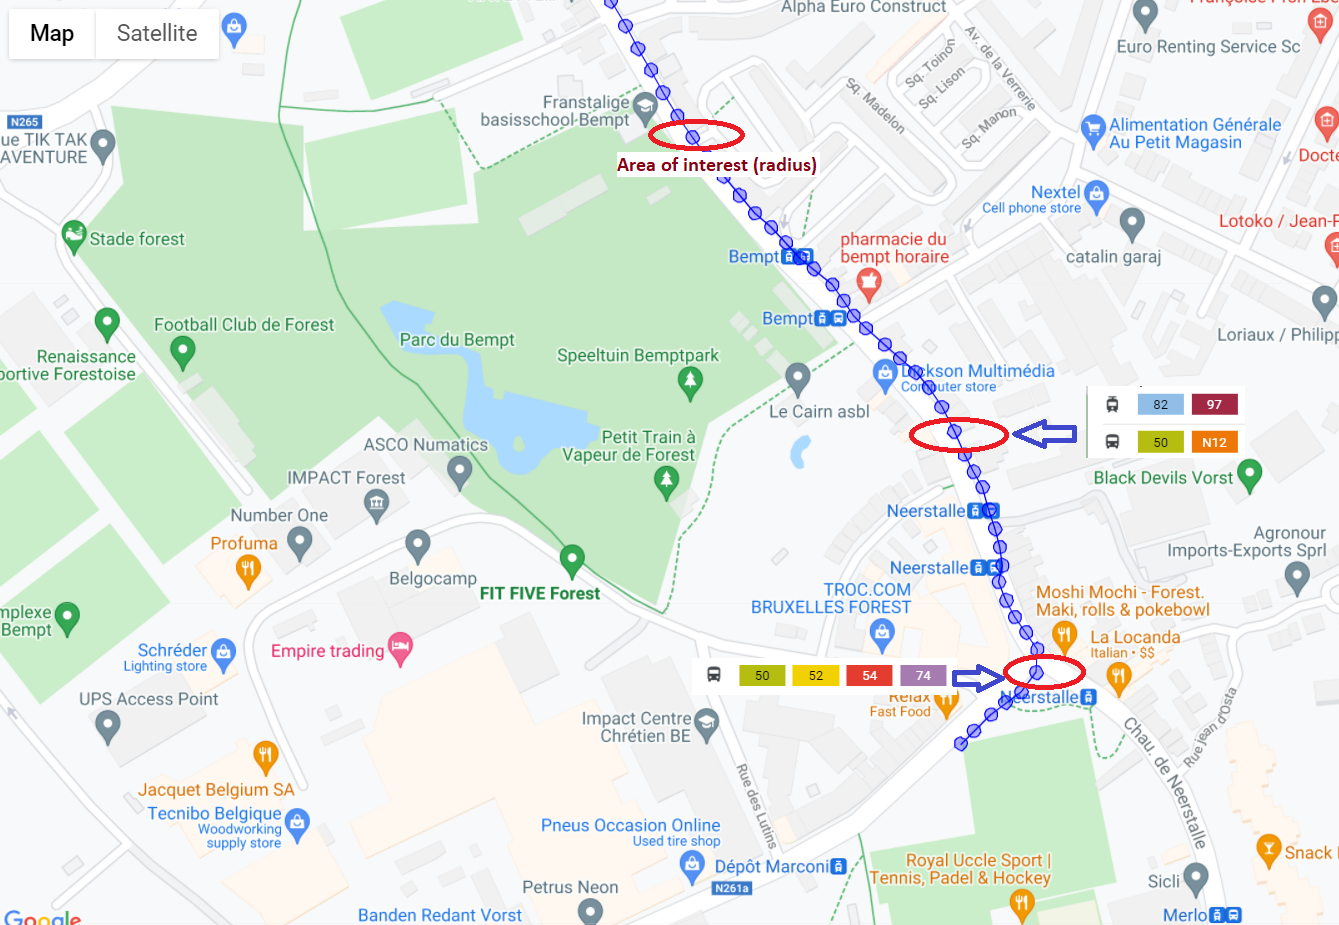 Map
Satellite
Alpha Euro Construct
Euro Renting Service Sc
Av. de la Verrerie
Sq. Toinon
Sq. Lison
Sq. Manon
Sq. Madelon
Franstalige
basisschool Bempt
N265
ue TIK TAK
AVENTURE
Alimentation Générale
Au Petit Magasin
Docte
Area of interest (radius)
Nextel
Cell phone store
Lotoko / Jean-P
Stade forest
pharmacie du
bempt horaire
Bempt
catalin garaj
Football Club de Forest
Bempt
Loriaux / Philipp
Parc du Bempt
Renaissance
portive Forestoise
Speeltuin Bemptpark
Dickson Multimédia
Computer store
Le Cairn asbl
82
97
50
N12
ASCO Numatics
Petit Train à
Vapeur de Forest
IMPACT Forest
Black Devils Vorst
Number One
Neerstalle
Profuma
Agronour
Imports-Exports Sprl
Belgocamp
Neerstalle
FIT FIVE Forest
TROC.COM
BRUXELLES FOREST
Moshi Mochi - Forest.
Maki, rolls & pokebowl
mplexe
Bempt
La Locanda
Italian • $$
Schréder
Lighting store
Empire trading
50
52
54
74
UPS Access Point
Relax
Fast Food
Neerstalle
Impact Centre
Chrétien BE
Chau. de Neerstalle
Rue jean d'Osta
Rue des Lutins
Jacquet Belgium SA
Tecnibo Belgique
Woodworking
supply store
Pneus Occasion Online
Used tire shop
Dépôt Marconi
N261a
Royal Uccle Sport |
Tennis, Padel & Hockey
Snack
Sicli
Petrus Neon
Banden Redant Vorst
Merlo
Google